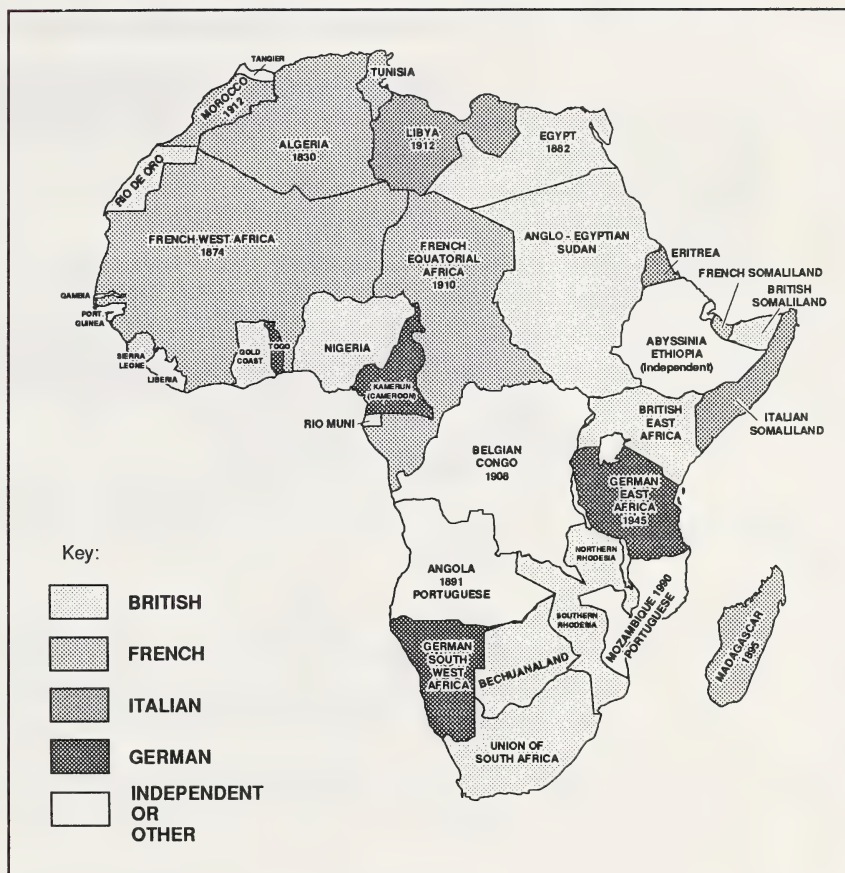 TANGIER
TUNISIA
MOROCCO
1912
ALGERIA
1830
LIBYA
1912
EGYPT
1882
RIO DE ORO
FRENCH WEST AFRICA
1874
FRENCH
EQUATORIAL
AFRICA
1910
ANGLO - EGYPTIAN
SUDAN
ERITREA
FRENCH SOMALILAND
BRITISH
SOMALILAND
GAMBIA
PORT.
GUINEA
SIERRA
LEONE
LIBERIA
GOLD
COAST
TOGO
NIGERIA
KAMERUN
(CAMEROON)
ABYSSINIA
ETHIOPIA
(Independent)
RIO MUNI
BRITISH
EAST
AFRICA
ITALIAN
SOMALILAND
BELGIAN
CONGO
1908
GERMAN
EAST
AFRICA
1945
ANGOLA
1891
PORTUGUESE
NORTHERN
RHODESIA
SOUTHERN
RHODESIA
MOZAMBIQUE 1990
PORTUGUESE
MADAGASCAR
1895
GERMAN
SOUTH
WEST
AFRICA
BECHUANALAND
UNION OF
SOUTH AFRICA
Key:
BRITISH
FRENCH
ITALIAN
GERMAN
INDEPENDENT
OR
OTHER